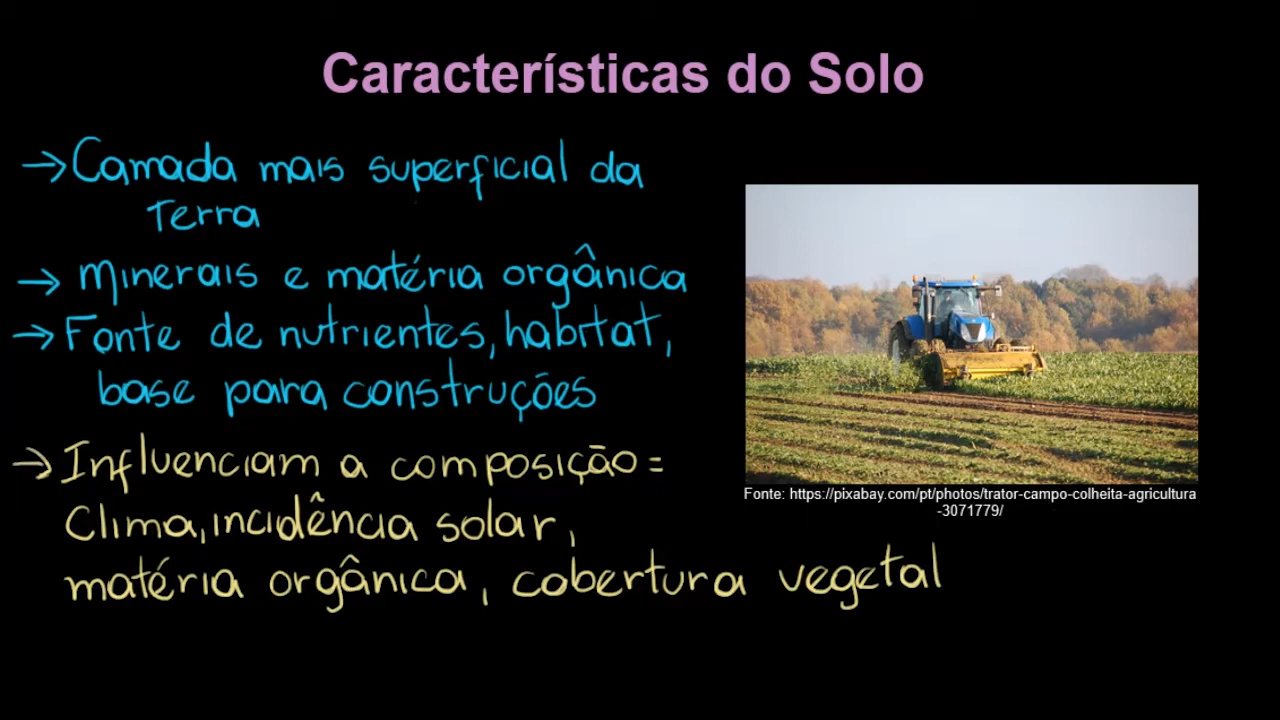 Características do Solo
→ Camada mais superficial da
Terra
→ Minerais e matéria orgânica
→ Fonte de nutrientes, habitat,
base para construções
→ Influenciam a composição =
Clima, incidência solar,
matéria orgânica, cobertura vegetal
Fonte: https://pixabay.com/pt/photos/trator-campo-colheita-agricultura
-3071779/